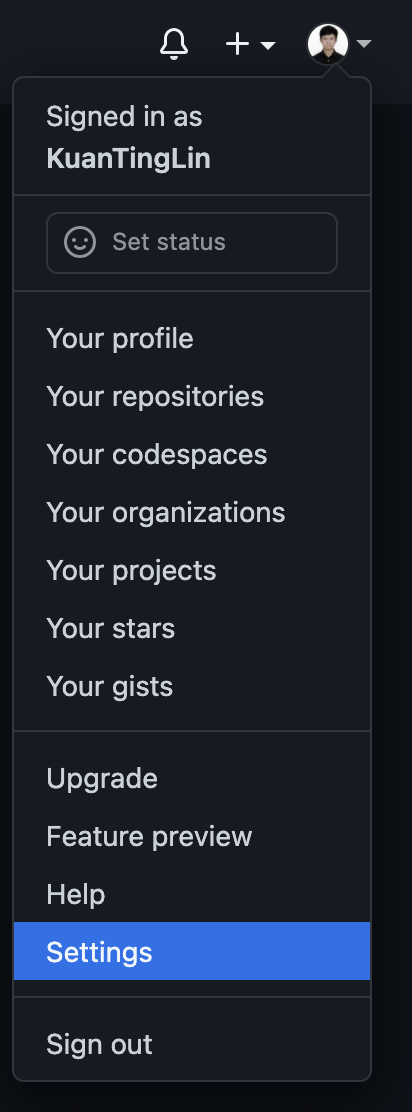 Signed in as
KuanTingLin
Set status
Your profile
Your repositories
Your codespaces
Your organizations
Your projects
Your stars
Your gists
Upgrade
Feature preview
Help
Settings
Sign out